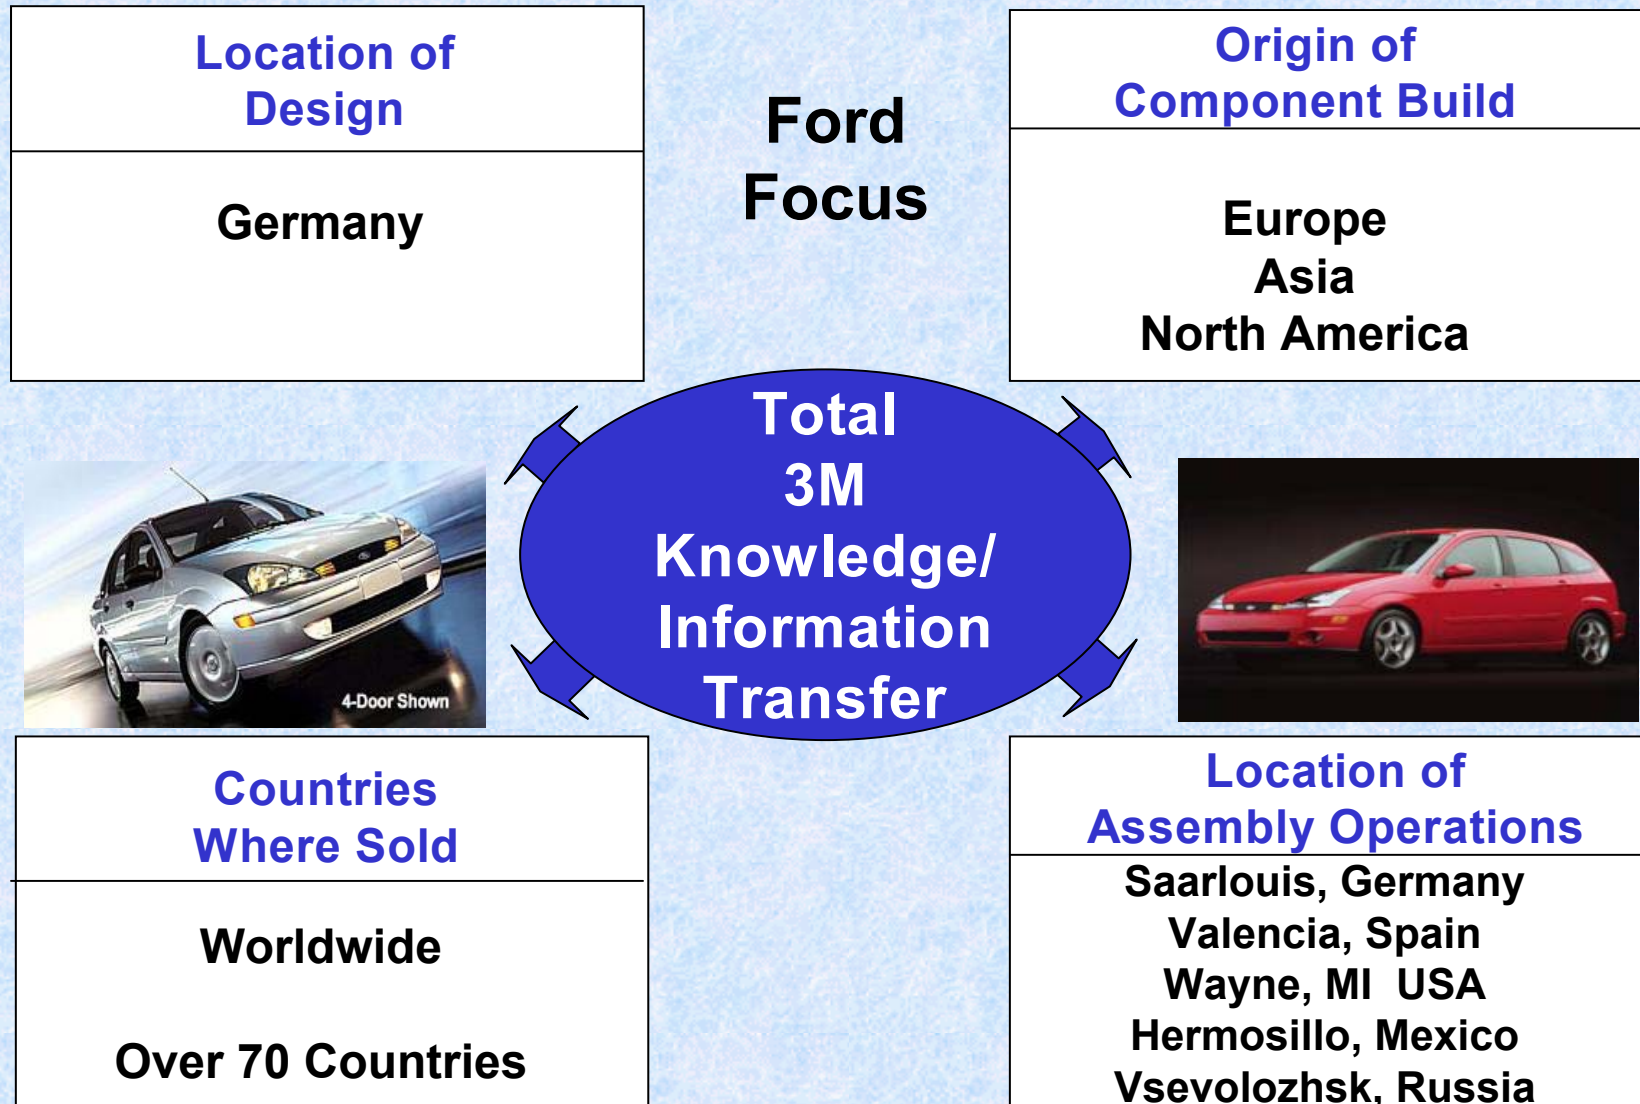 Location of
Design
Germany
Ford
Focus
Origin of
Component Build
Europe
Asia
North America
Total
3M
Knowledge/
Information
Transfer
4-Door Shown
Countries
Where Sold
Worldwide
Over 70 Countries
Location of
Assembly Operations
Saarlouis, Germany
Valencia, Spain
Wayne, MI  USA
Hermosillo, Mexico
Vsevolozhsk, Russia